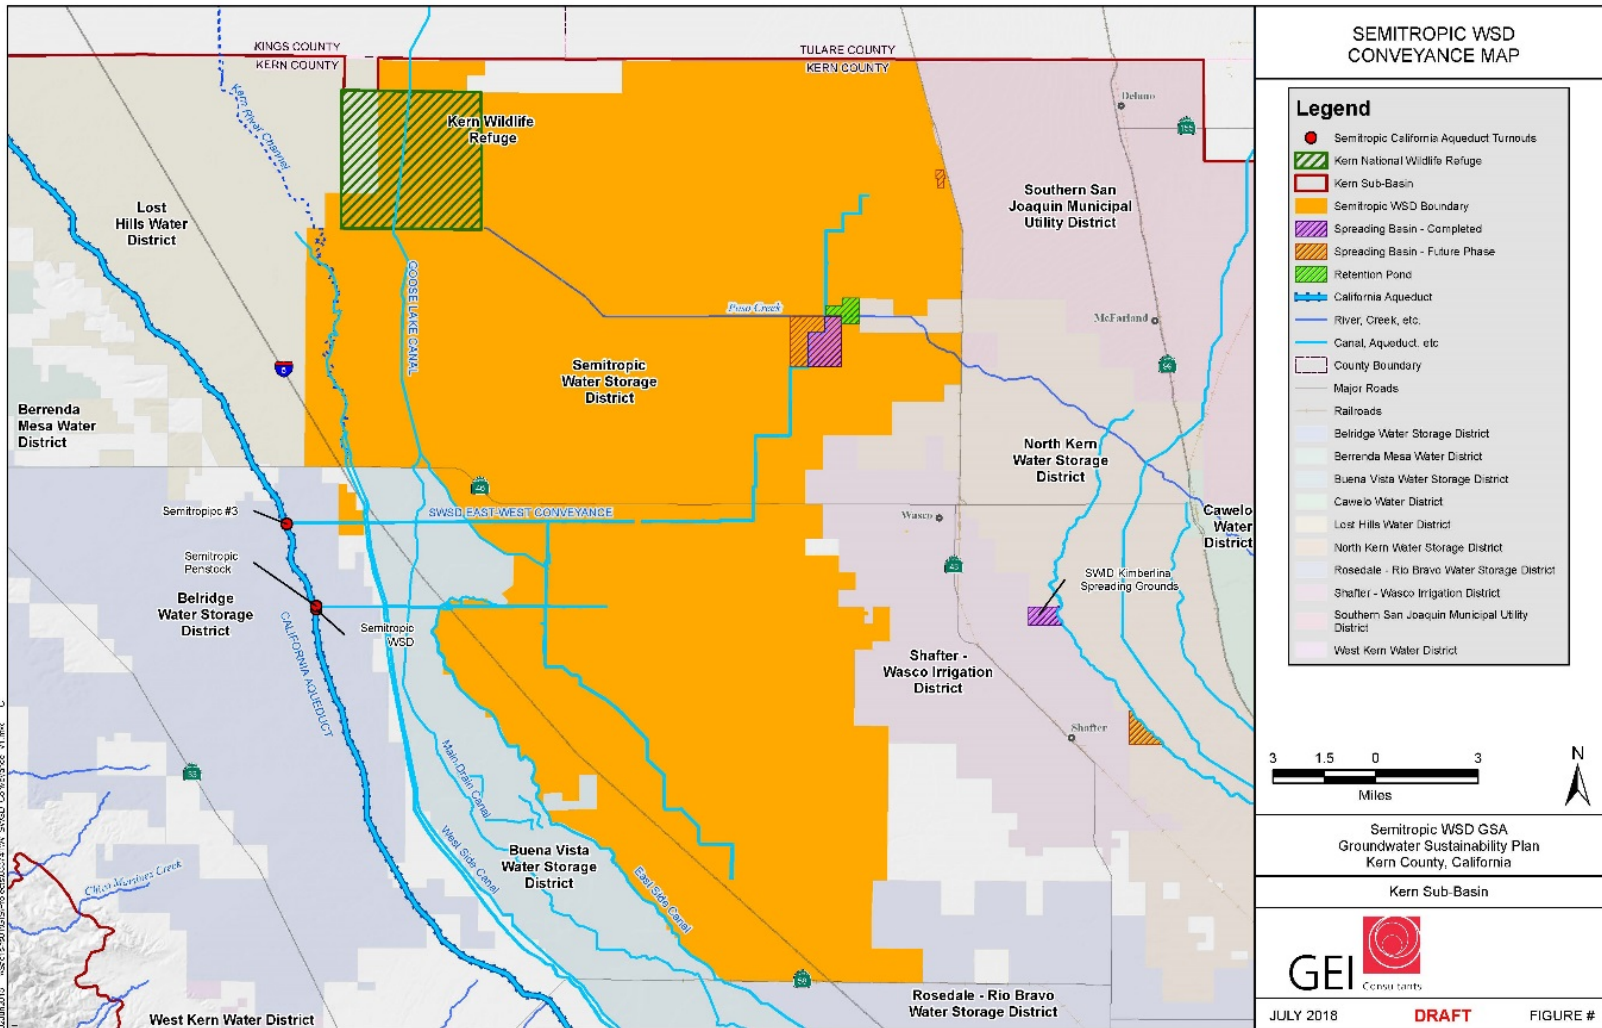 SEMITROPIC WSD
CONVEYANCE MAP
Legend
Semitropic California Aqueduct Turnouts
Kern National Wildlife Refuge
Kern Sub-Basin
Semitropic WSD Boundary
Spreading Basin - Completed
Spreading Basin - Future Phase
Retention Pond
California Aqueduct
River, Creek, etc.
Canal, Aqueduct, etc
County Boundary
Major Roads
Railroads
Belridge Water Storage District
Berrenda Mesa Water District
Buena Vista Water Storage District
Cawelo Water District
Lost Hills Water District
North Kern Water Storage District
Rosedale - Rio Bravo Water Storage District
Shafter - Wasco Irrigation District
Southern San Joaquin Municipal Utility
District
West Kern Water District
3 1.5 0 3
Miles
N
Semitropic WSD GSA
Groundwater Sustainability Plan
Kern County, California
Kern Sub-Basin
GEI Consultants
JULY 2018 DRAFT FIGURE #
KINGS COUNTY
KERN COUNTY
TULARE COUNTY
KERN COUNTY
Kern River Channel
Kern Wildlife
Refuge
Delano
155
Lost
Hills Water
District
Southern San
Joaquin Municipal
Utility District
GOOSE LAKE CANAL
Poso Creek
McFarland
5
99
Semitropic
Water Storage
District
Berrenda
Mesa Water
District
North Kern
Water Storage
District
46
Semitropic #3
SWSD EAST-WEST CONVEYANCE
Wasco
Cawelo
Water
District
Semitropic
Penstock
43
SWID Kimberlina
Spreading Grounds
Belridge
Water Storage
District
Semitropic
WSD
CALIFORNIA AQUEDUCT
Shafter -
Wasco Irrigation
District
Shafter
33
Main Drain Canal
West Side Canal
Buena Vista
Water Storage
District
East Side Canal
Chico Martinez Creek
58
Rosedale - Rio Bravo
Water Storage District
West Kern Water District